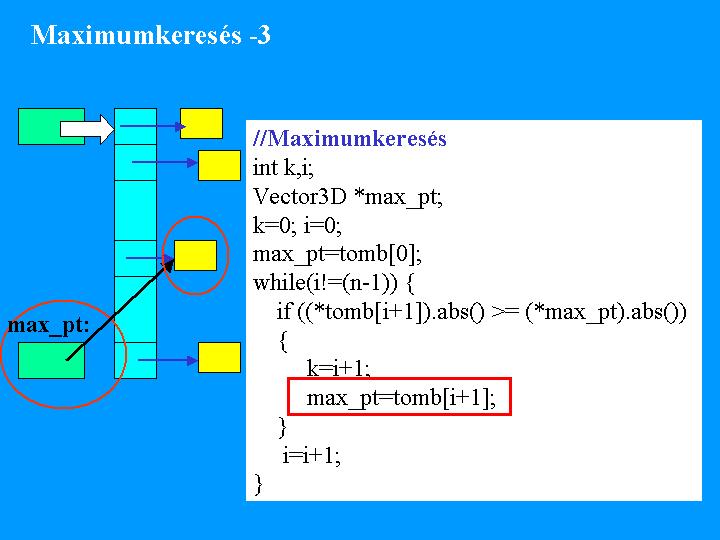 Maximumkeresés -3
//Maximumkeresés
int k,i;
Vector3D *max_pt;
k=0; i=0;
max_pt=tomb[0];
while(i!=(n-1)) {
if ((*tomb[i+1]).abs() >= (*max_pt).abs())
{
k=i+1;
max_pt=tomb[i+1];
}
i=i+1;
}
max_pt: